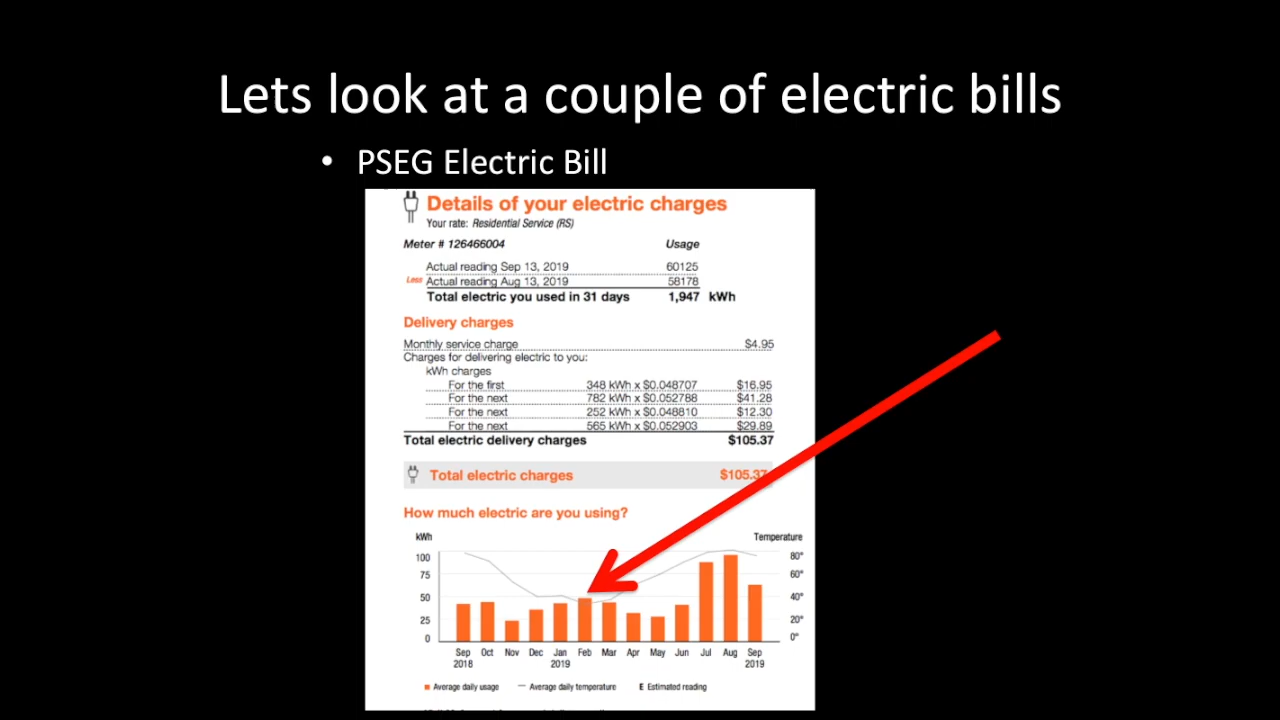 Lets look at a couple of electric bills
• PSEG Electric Bill
Details of your electric charges
Your rate: Residential Service (RS)
Meter # 126466004 Usage
Actual reading Sep 13, 2019 60125
Less Actual reading Aug 13, 2019 58178
Total electric you used in 31 days 1,947 kWh
Delivery charges
Monthly service charge $4.95
Charges for delivering electric to you:
kWh charges
For the first 348 kWh x $0.048707 $16.95
For the next 782 kWh x $0.052788 $41.28
For the next 252 kWh x $0.048810 $12.30
For the next 565 kWh x $0.052903 $29.89
Total electric delivery charges $105.37
Total electric charges $105.37
How much electric are you using?
kWh Temperature
100 80°
75 60°
50 40°
25 20°
0 0°
Sep Oct Nov Dec Jan Feb Mar Apr May Jun Jul Aug Sep
2018 2019 2019
Average daily usage Average daily temperature E Estimated reading